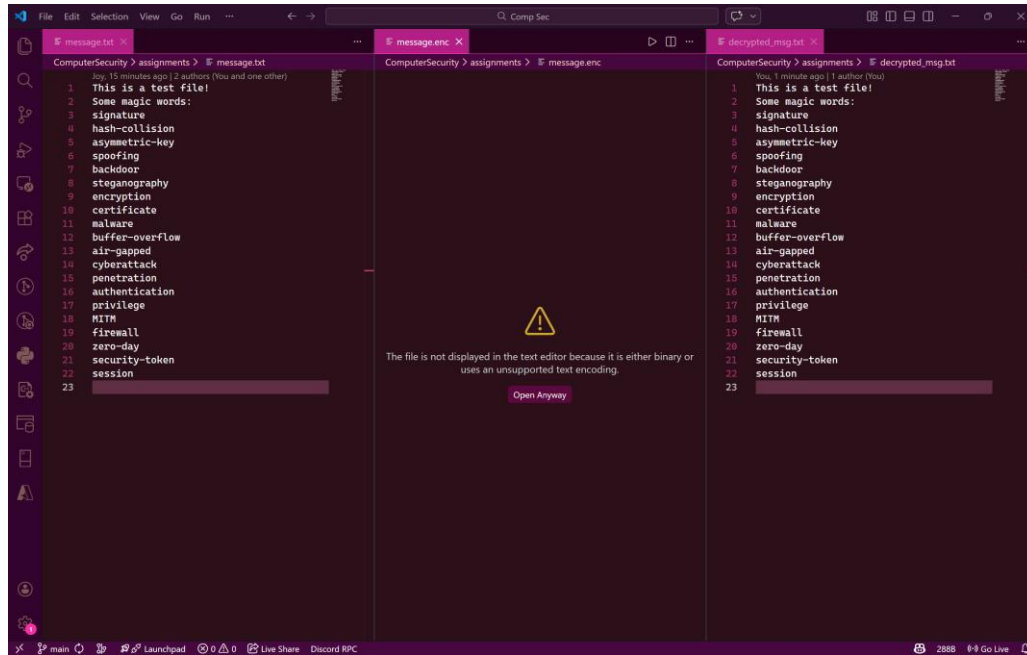 File Edit Selection View Go Run ... Comp Sec
message.txt
ComputerSecurity > assignments > message.txt
Joy, 15 minutes ago | 2 authors (You and one other)
1 This is a test file!
2 Some magic words:
3 signature
4 hash-collision
5 asymmetric-key
6 spoofing
7 backdoor
8 steganography
9 encryption
10 certificate
11 malware
12 buffer-overflow
13 air-gapped
14 cyberattack
15 penetration
16 authentication
17 privilege
18 MITM
19 firewall
20 zero-day
21 security-token
22 session
23
message.enc
ComputerSecurity > assignments > message.enc
The file is not displayed in the text editor because it is either binary or
uses an unsupported text encoding.
Open Anyway
decrypted_msg.txt
ComputerSecurity > assignments > decrypted_msg.txt
You, 1 minute ago | 1 author (You)
1 This is a test file!
2 Some magic words:
3 signature
4 hash-collision
5 asymmetric-key
6 spoofing
7 backdoor
8 steganography
9 encryption
10 certificate
11 malware
12 buffer-overflow
13 air-gapped
14 cyberattack
15 penetration
16 authentication
17 privilege
18 MITM
19 firewall
20 zero-day
21 security-token
22 session
23
1
main Launchpad 0 0 Live Share Discord RPC 288B Go Live